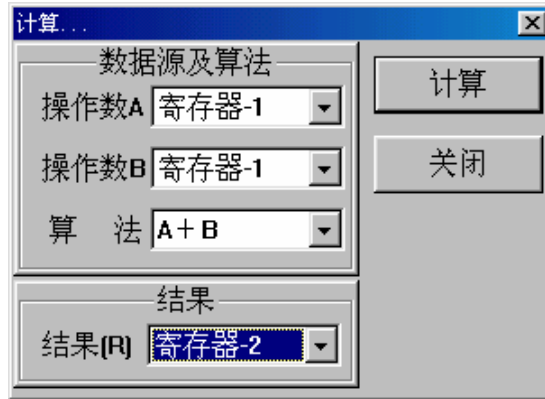 计算...
数据源及算法
操作数A 寄存器-1
操作数B 寄存器-1
算 法 A+B
计算
关闭
结果
结果(R) 寄存器-2